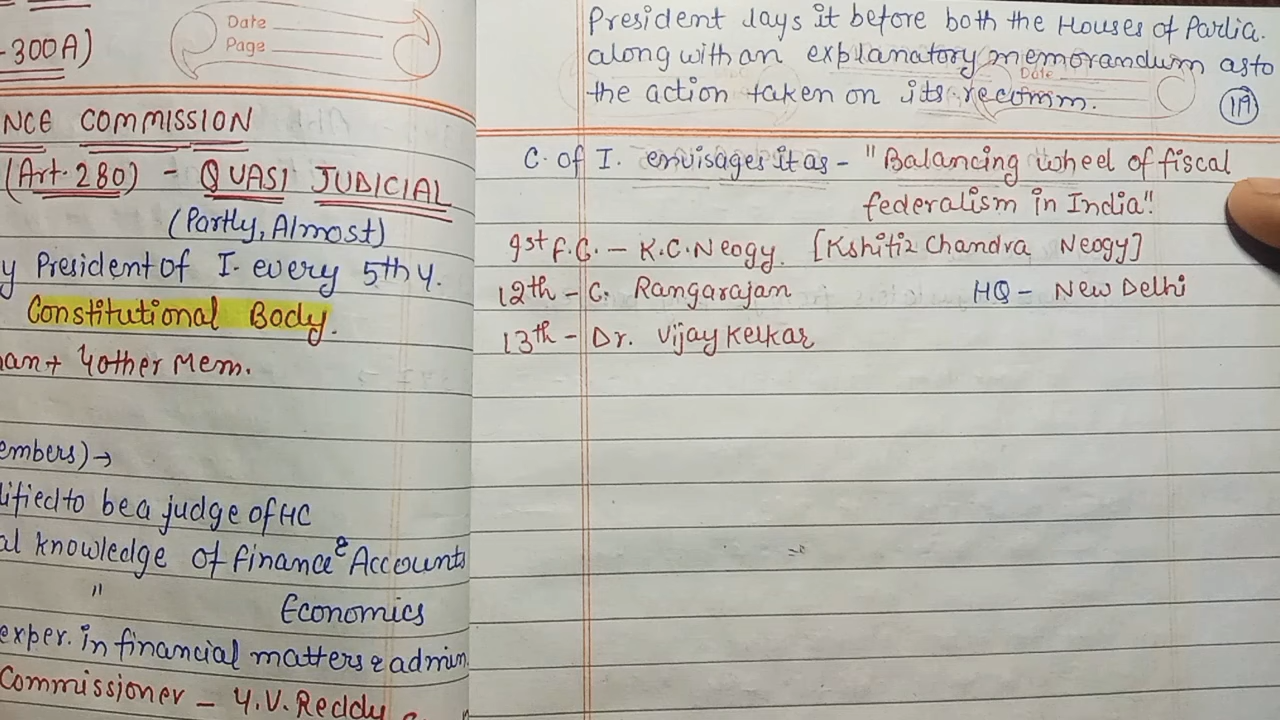 -300A)
Date
Page
NCE COMMISSION
(Art. 280) - QUASI JUDICIAL
(Partly, Almost)
y President of I. every 5th y.
Constitutional Body.
an + 4 other Mem.
embers) →
lified to be a judge of HC
al knowledge of finance & Accounts
" Economics
exper. in financial matters & admin
Commissioner - Y.V. Reddy
President lays it before both the Houses of Parlia.
along with an explanatory memorandum as to
Date
the action taken on its recomm.
119
C. of I. envisages it as - "Balancing wheel of fiscal
federalism in India".
1st F.C. - K.C. Neogy. [Kshitiz Chandra Neogy]
12th - C. Rangarajan HQ - New Delhi
13th - Dr. Vijay Kelkar